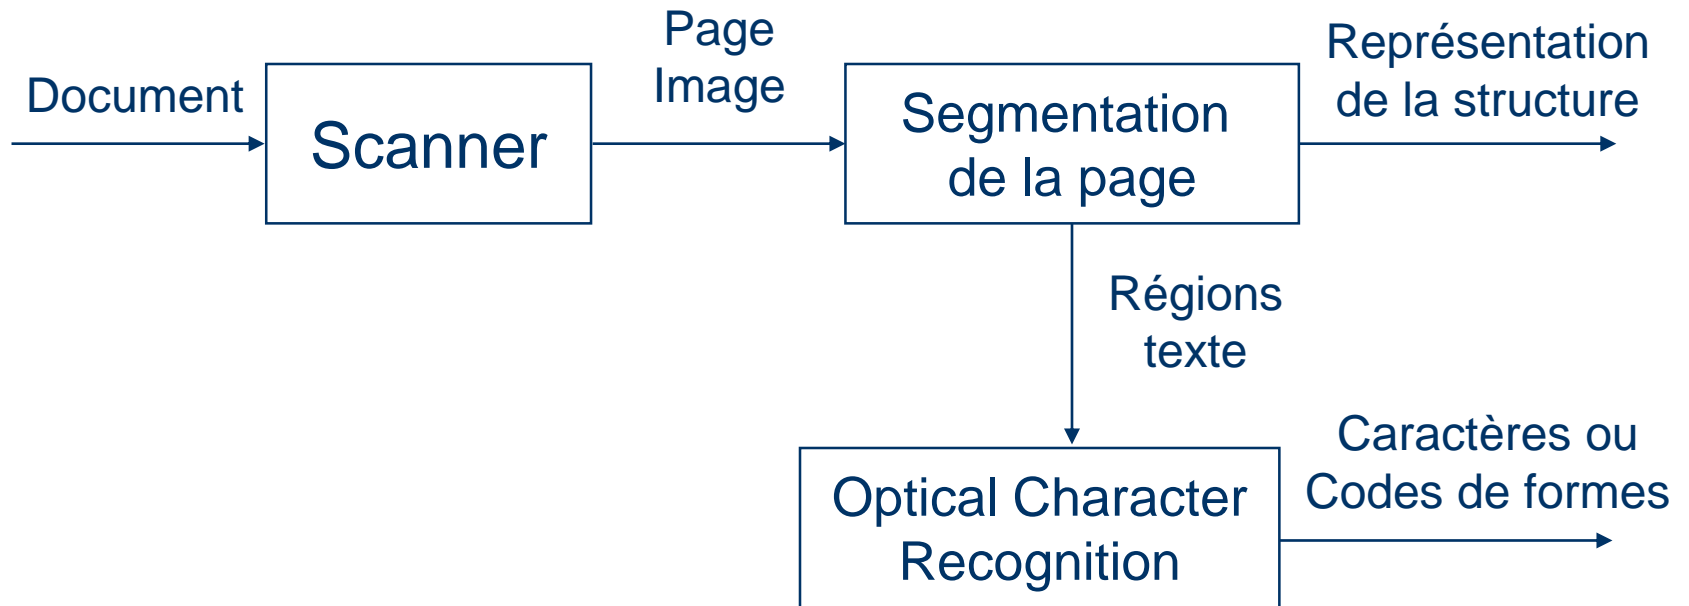 Document
Scanner
Page
Image
Segmentation
de la page
Représentation
de la structure
Régions
texte
Optical Character
Recognition
Caractères ou
Codes de formes